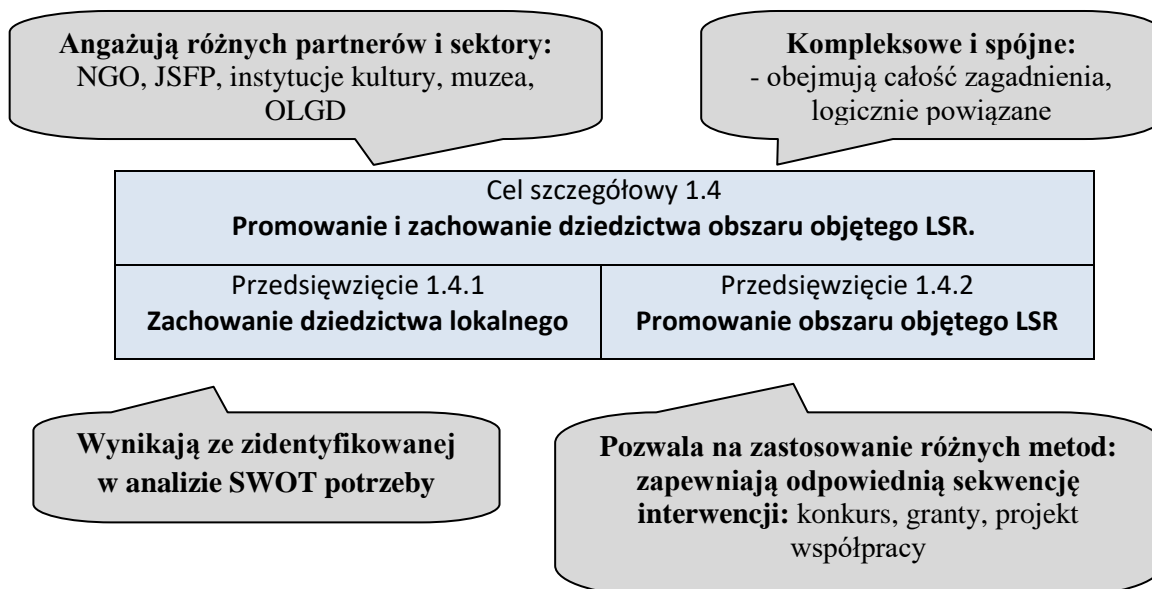 Angażują różnych partnerów i sektory:
NGO, JSFP, instytucje kultury, muzea,
OLGD
Kompleksowe i spójne:
- obejmują całość zagadnienia,
logicznie powiązane
Cel szczegółowy 1.4
Promowanie i zachowanie dziedzictwa obszaru objętego LSR.
Przedsięwzięcie 1.4.1
Zachowanie dziedzictwa lokalnego
Przedsięwzięcie 1.4.2
Promowanie obszaru objętego LSR
Wynikają ze zidentyfikowanej
w analizie SWOT potrzeby
Pozwala na zastosowanie różnych metod:
zapewniają odpowiednią sekwencję
interwencji: konkurs, granty, projekt
współpracy